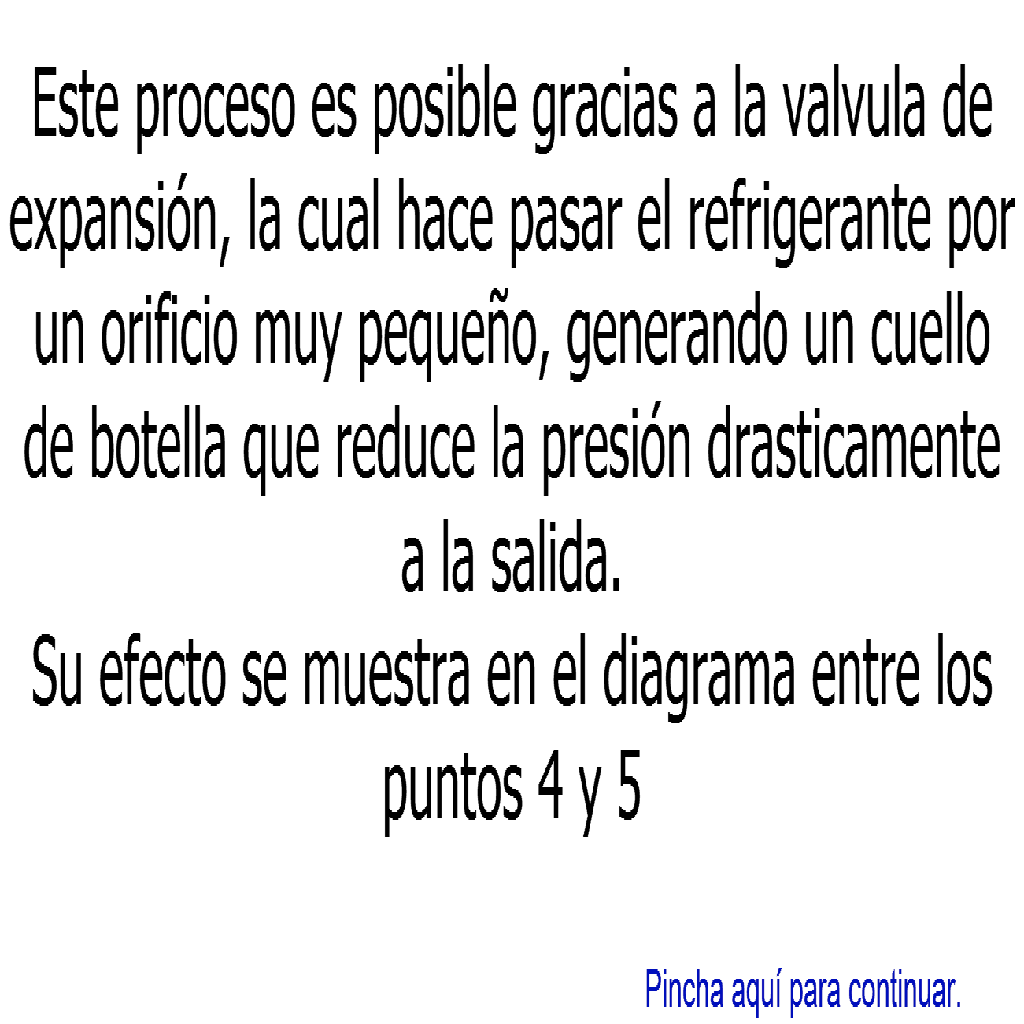 Este proceso es posible gracias a la valvula de
expansión, la cual hace pasar el refrigerante por
un orificio muy pequeño, generando un cuello
de botella que reduce la presión drasticamente
a la salida.
Su efecto se muestra en el diagrama entre los
puntos 4 y 5
Pincha aquí para continuar.